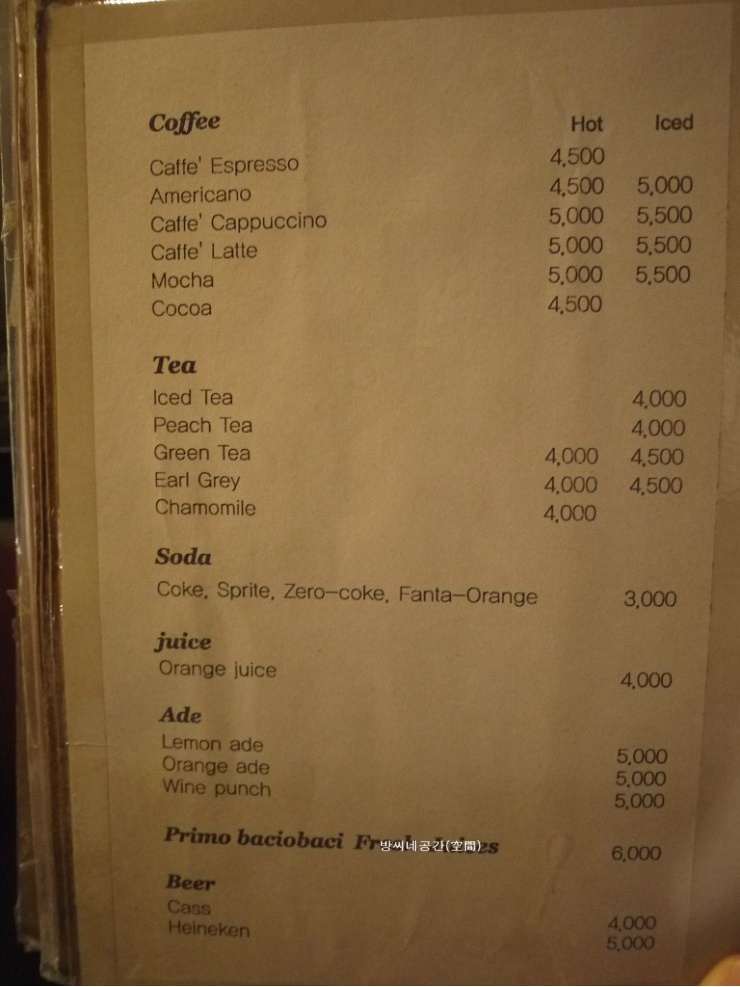 Coffee Hot Iced
Caffe' Espresso 4,500
Americano 4,500 5,000
Caffe' Cappuccino 5,000 5,500
Caffe' Latte 5,000 5,500
Mocha 5,000 5,500
Cocoa 4,500
Tea
Iced Tea 4,000
Peach Tea 4,000
Green Tea 4,000 4,500
Earl Grey 4,000 4,500
Chamomile 4,000
Soda
Coke, Sprite, Zero-coke, Fanta-Orange 3,000
juice
Orange juice 4,000
Ade
Lemon ade 5,000
Orange ade 5,000
Wine punch 5,000
Primo baciobaci Fresh Juices 6,000
방씨네공간(空間)
Beer
Cass 4,000
Heineken 5,000